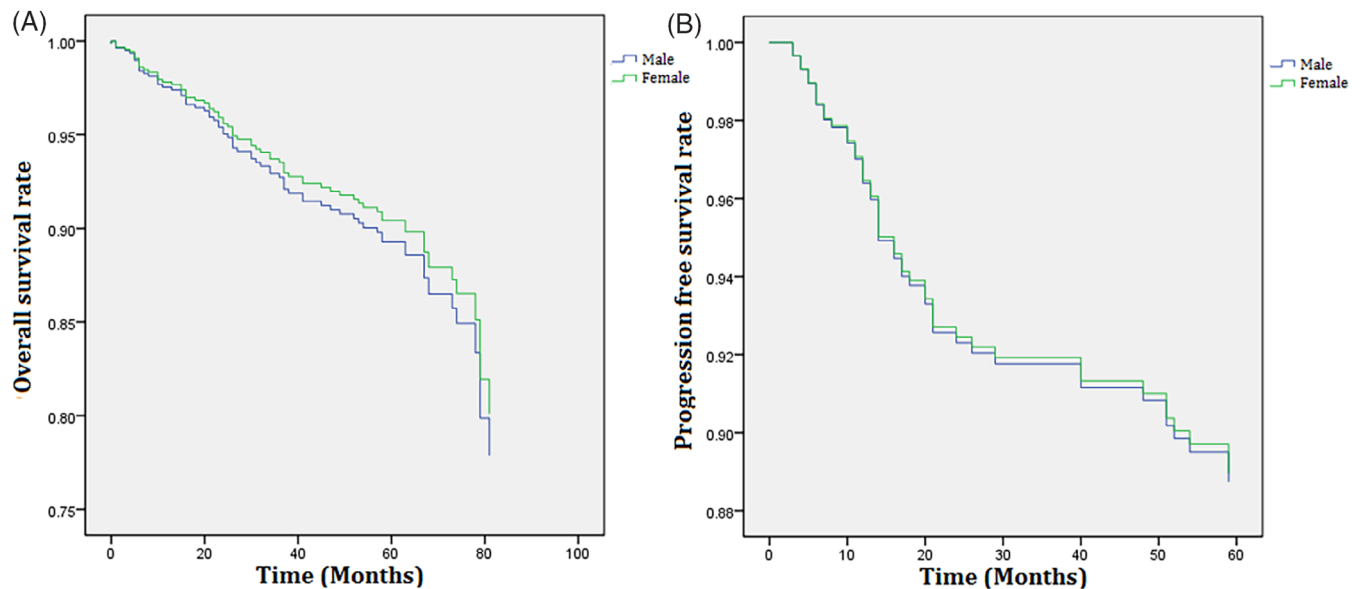 (A)
Overall survival rate
1.00
0.95
0.90
0.85
0.80
0.75
0
20
40
60
80
100
Time (Months)
Male
Female
(B)
Progression free survival rate
1.00
0.98
0.96
0.94
0.92
0.90
0.88
0
10
20
30
40
50
60
Time (Months)
Male
Female